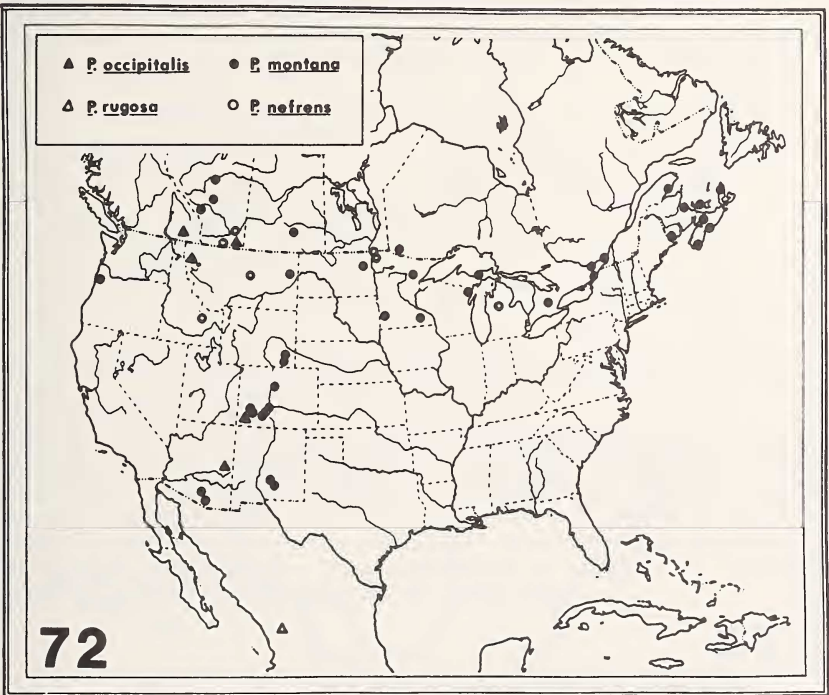 ▲ P. occipitalis ● P. montana
△ P. rugosa ○ P. nefrens
72